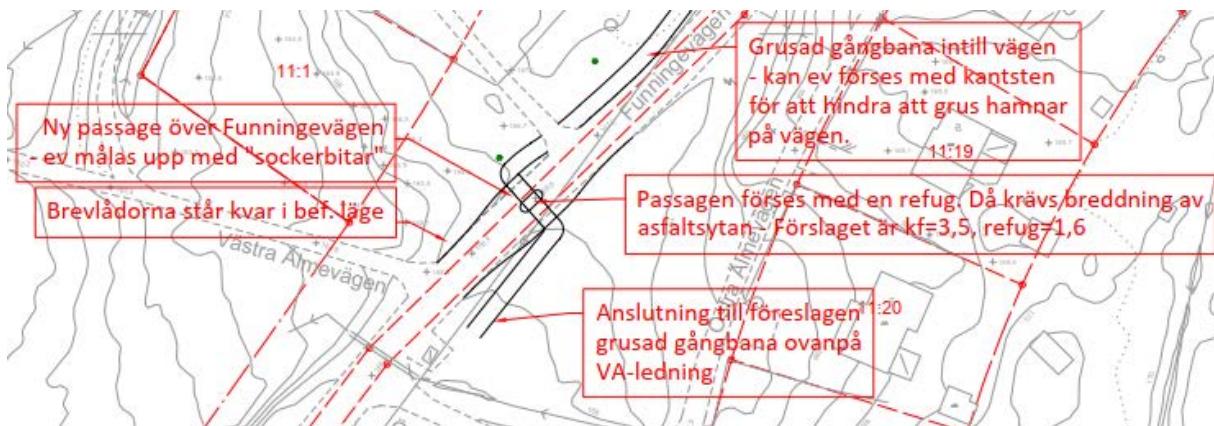 Grusad gångbana intill vägen
- kan ev förses med kantsten
för att hindra att grus hamnar
på vägen.
11:1
Funningevägen
Ny passage över Funningevägen
- ev målas upp med "sockerbitar"
11:19
Brevlådorna står kvar i bef. läge
Passagen förses med en refug. Då krävs breddning av
asfaltsytan - Förslaget är kf=3,5, refug=1,6
Västra Älmevägen
Östra Älmevägen
Anslutning till föreslagen
grusad gångbana ovanpå
VA-ledning
11:20